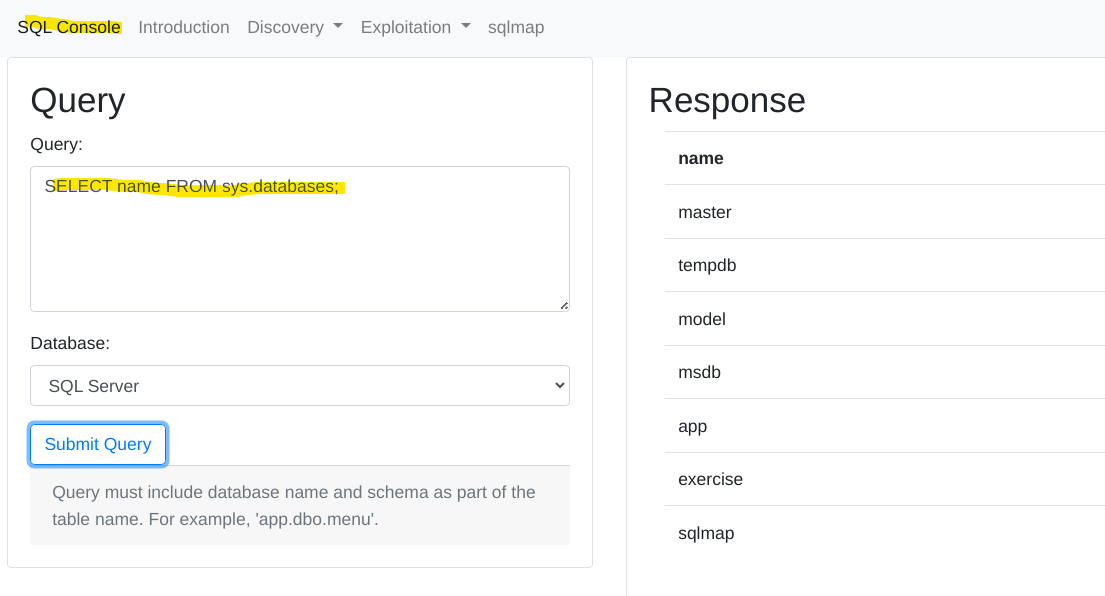 SQL Console Introduction Discovery Exploitation sqlmap
Query
Query:
SELECT name FROM sys.databases;
Database:
SQL Server
Submit Query
Query must include database name and schema as part of the
table name. For example, 'app.dbo.menu'.
Response
name
master
tempdb
model
msdb
app
exercise
sqlmap